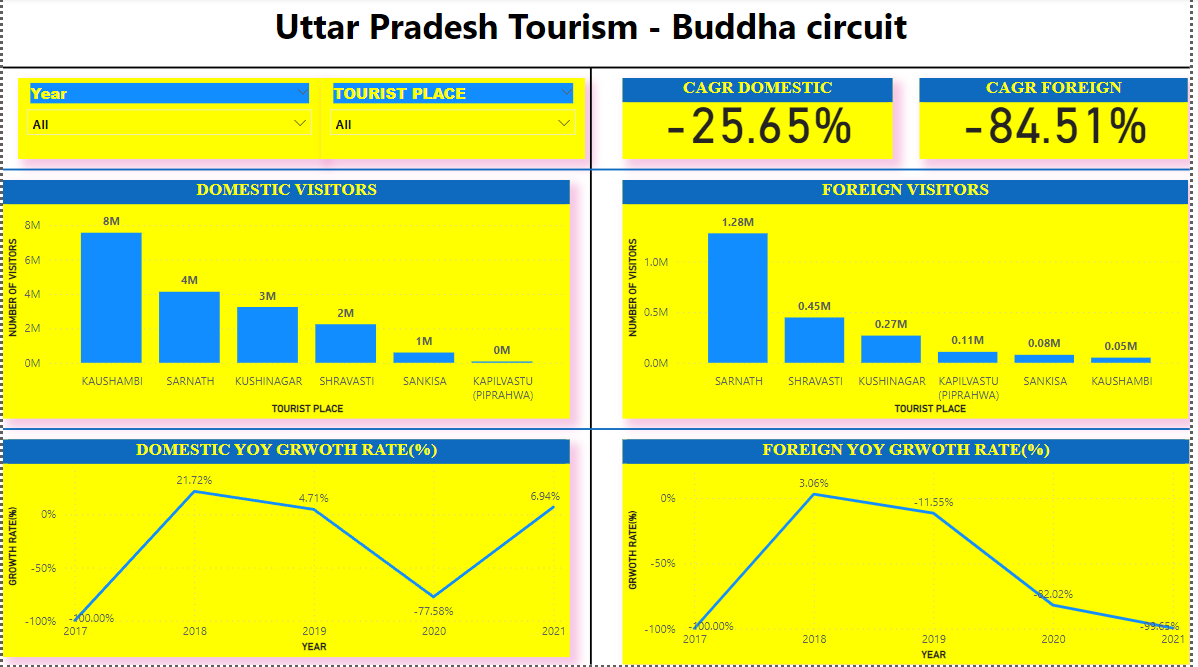 Uttar Pradesh Tourism - Buddha circuit
Year
All
TOURIST PLACE
All
CAGR DOMESTIC
-25.65%
CAGR FOREIGN
-84.51%
DOMESTIC VISITORS
NUMBER OF VISITORS
8M
6M
4M
2M
0M
8M
4M
3M
2M
1M
0M
KAUSHAMBI
SARNATH
KUSHINAGAR
SHRAVASTI
SANKISA
KAPILVASTU
(PIPRAHWA)
TOURIST PLACE
FOREIGN VISITORS
NUMBER OF VISITORS
1.0M
0.5M
0.0M
1.28M
0.45M
0.27M
0.11M
0.08M
0.05M
SARNATH
SHRAVASTI
KUSHINAGAR
KAPILVASTU
(PIPRAHWA)
SANKISA
KAUSHAMBI
TOURIST PLACE
DOMESTIC YOY GRWOTH RATE(%)
GROWTH RATE(%)
0%
-50%
-100%
-100.00%
21.72%
4.71%
-77.58%
6.94%
2017
2018
2019
2020
2021
YEAR
FOREIGN YOY GRWOTH RATE(%)
GRWOTH RATE(%)
0%
-50%
-100%
-100.00%
3.06%
-11.55%
-82.02%
-99.65%
2017
2018
2019
2020
2021
YEAR